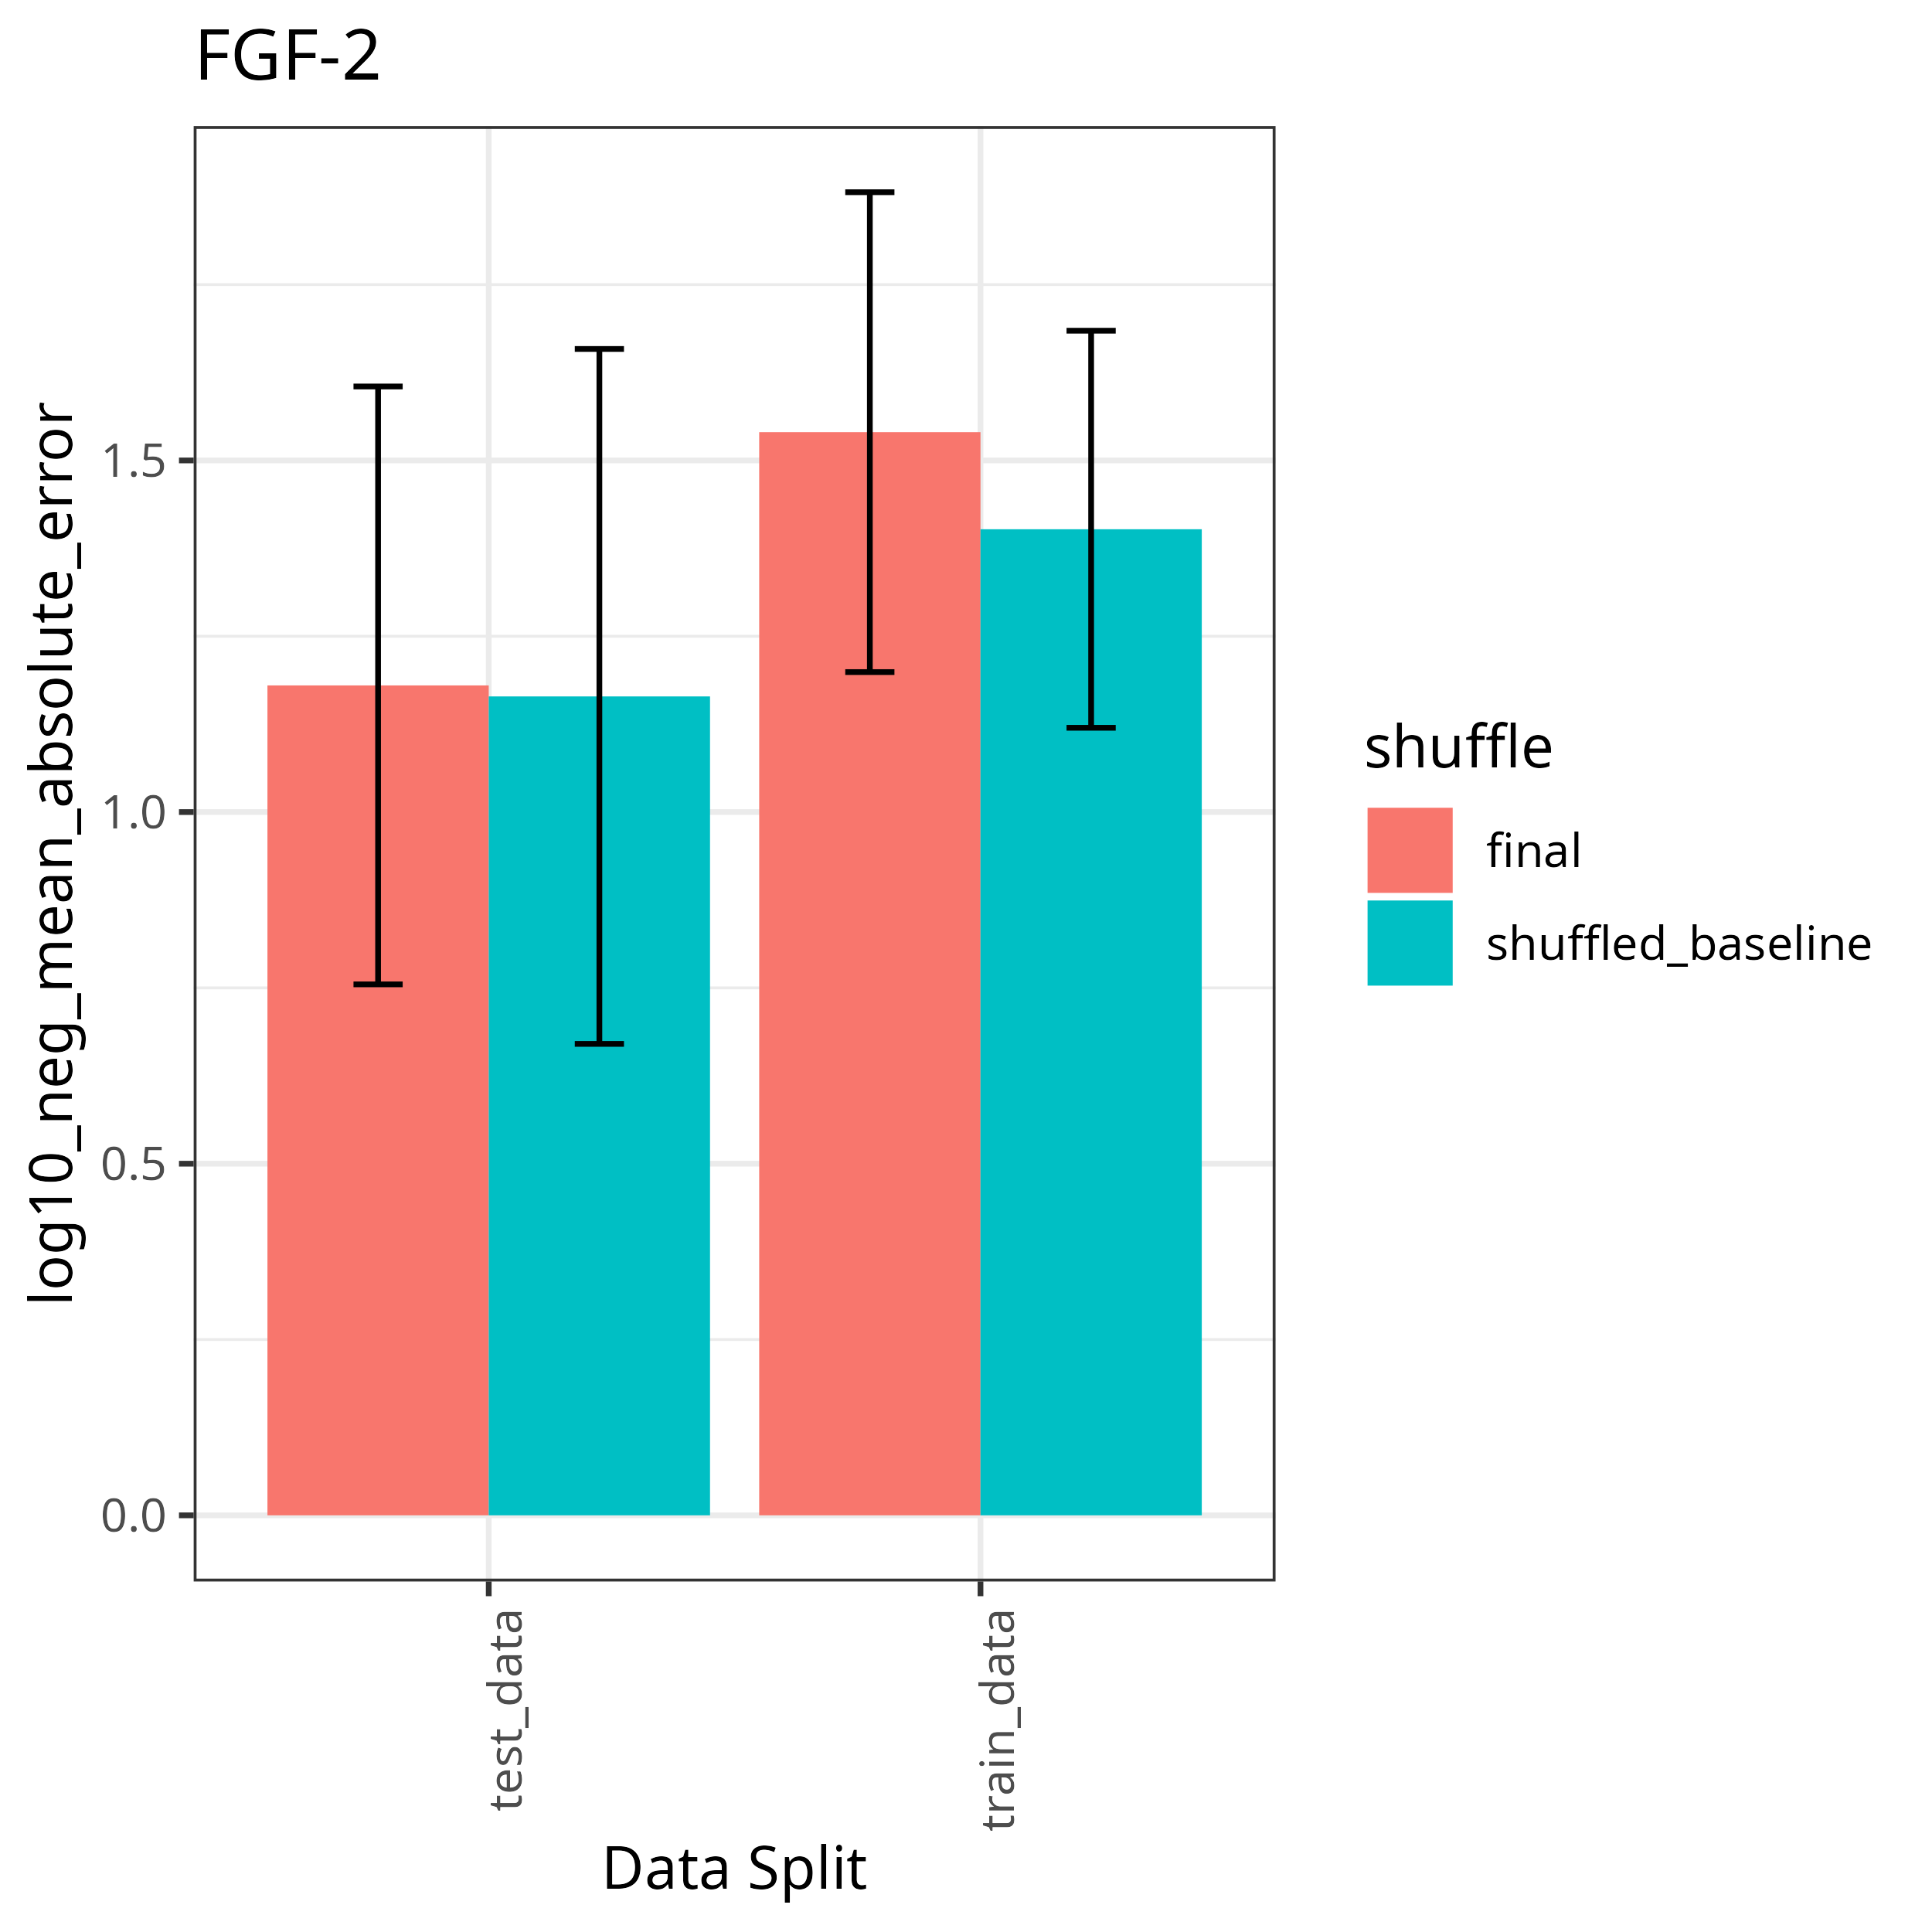 FGF-2
log10_neg_mean_absolute_error
1.5
1.0
0.5
0.0
test_data
train_data
Data Split
shuffle
final
shuffled_baseline